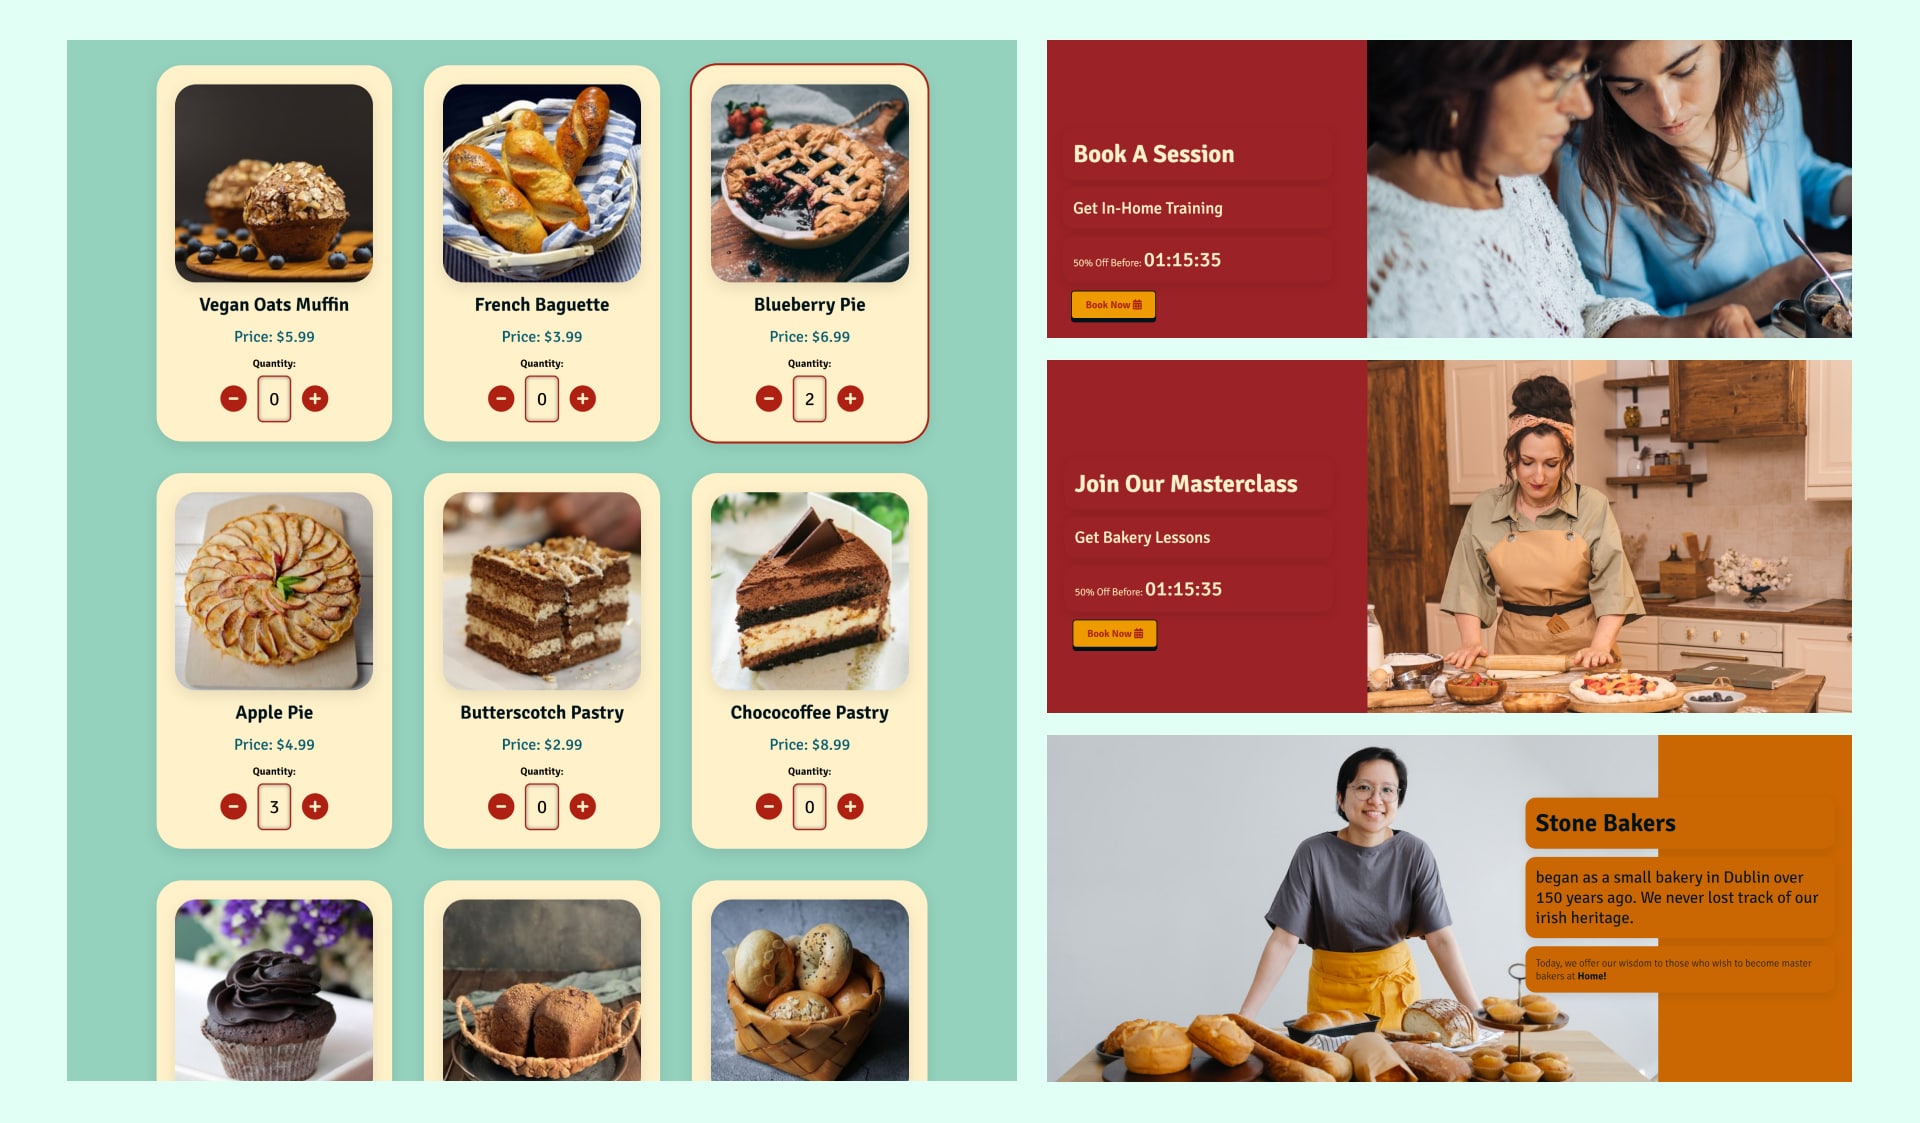 Vegan Oats Muffin
Price: $5.99
Quantity:
0
French Baguette
Price: $3.99
Quantity:
0
Blueberry Pie
Price: $6.99
Quantity:
2
Apple Pie
Price: $4.99
Quantity:
3
Butterscotch Pastry
Price: $2.99
Quantity:
0
Chococoffee Pastry
Price: $8.99
Quantity:
0
Book A Session
Get In-Home Training
50% Off Before: 01:15:35
Book Now
Join Our Masterclass
Get Bakery Lessons
50% Off Before: 01:15:35
Book Now
Stone Bakers
began as a small bakery in Dublin over
150 years ago. We never lost track of our
irish heritage.
Today, we offer our wisdom to those who wish to become master
bakers at Home!